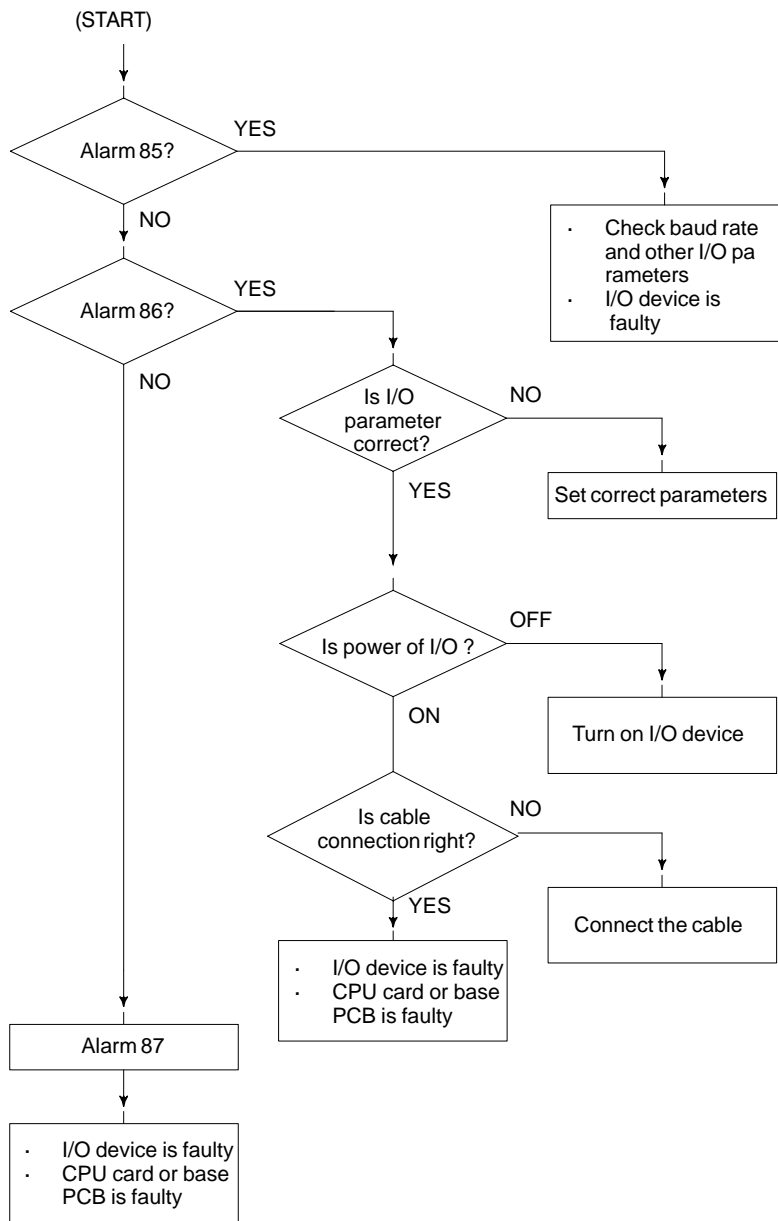 (START)
Alarm 85?
YES
NO
· Check baud rate
and other I/O pa
rameters
· I/O device is
faulty
Alarm 86?
YES
NO
Is I/O
parameter
correct?
NO
YES
Set correct parameters
Is power of I/O ?
OFF
ON
Turn on I/O device
Is cable
connection right?
NO
YES
Connect the cable
· I/O device is faulty
· CPU card or base
PCB is faulty
Alarm 87
· I/O device is faulty
· CPU card or base
PCB is faulty